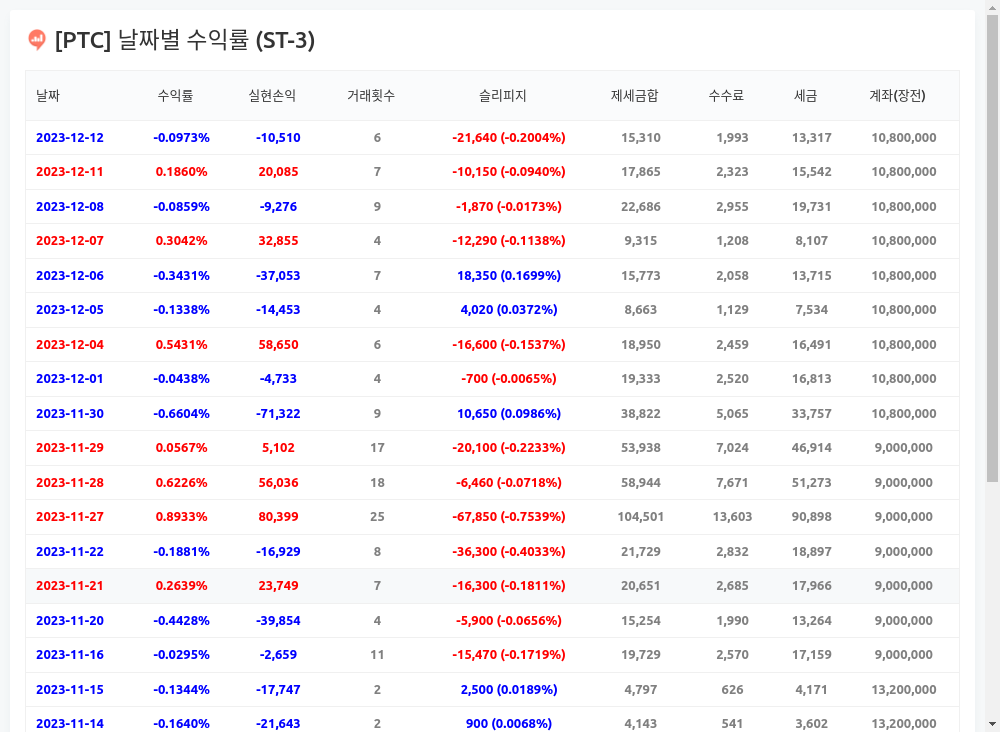 [PTC] 날짜별 수익률 (ST-3)
날짜 수익률 실현손익 거래횟수 슬리피지 제세금합 수수료 세금 계좌(장전)
2023-12-12 -0.0973% -10,510 6 -21,640 (-0.2004%) 15,310 1,993 13,317 10,800,000
2023-12-11 0.1860% 20,085 7 -10,150 (-0.0940%) 17,865 2,323 15,542 10,800,000
2023-12-08 -0.0859% -9,276 9 -1,870 (-0.0173%) 22,686 2,955 19,731 10,800,000
2023-12-07 0.3042% 32,855 4 -12,290 (-0.1138%) 9,315 1,208 8,107 10,800,000
2023-12-06 -0.3431% -37,053 7 18,350 (0.1699%) 15,773 2,058 13,715 10,800,000
2023-12-05 -0.1338% -14,453 4 4,020 (0.0372%) 8,663 1,129 7,534 10,800,000
2023-12-04 0.5431% 58,650 6 -16,600 (-0.1537%) 18,950 2,459 16,491 10,800,000
2023-12-01 -0.0438% -4,733 4 -700 (-0.0065%) 19,333 2,520 16,813 10,800,000
2023-11-30 -0.6604% -71,322 9 10,650 (0.0986%) 38,822 5,065 33,757 10,800,000
2023-11-29 0.0567% 5,102 17 -20,100 (-0.2233%) 53,938 7,024 46,914 9,000,000
2023-11-28 0.6226% 56,036 18 -6,460 (-0.0718%) 58,944 7,671 51,273 9,000,000
2023-11-27 0.8933% 80,399 25 -67,850 (-0.7539%) 104,501 13,603 90,898 9,000,000
2023-11-22 -0.1881% -16,929 8 -36,300 (-0.4033%) 21,729 2,832 18,897 9,000,000
2023-11-21 0.2639% 23,749 7 -16,300 (-0.1811%) 20,651 2,685 17,966 9,000,000
2023-11-20 -0.4428% -39,854 4 -5,900 (-0.0656%) 15,254 1,990 13,264 9,000,000
2023-11-16 -0.0295% -2,659 11 -15,470 (-0.1719%) 19,729 2,570 17,159 9,000,000
2023-11-15 -0.1344% -17,747 2 2,500 (0.0189%) 4,797 626 4,171 13,200,000
2023-11-14 -0.1640% -21,643 2 900 (0.0068%) 4,143 541 3,602 13,200,000